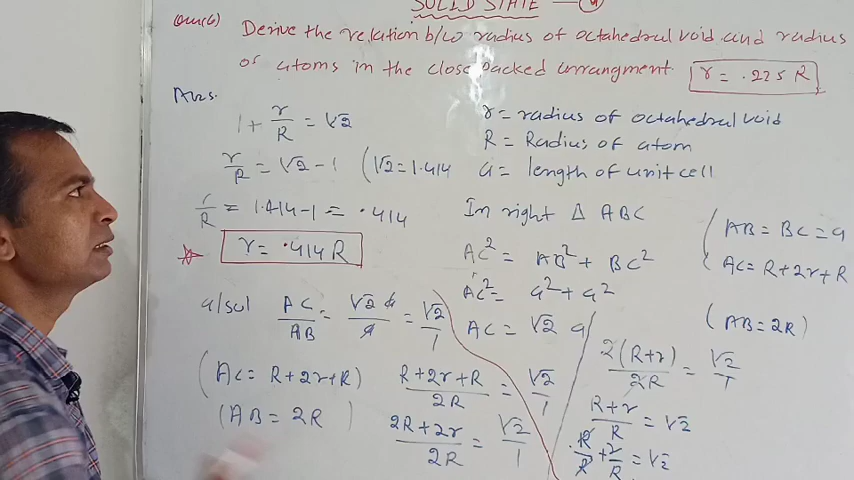 SOLID STATE — 4
Ques(6) Derive the relation b/w radius of octahedral void and radius
of atoms in the close packed arrangment r = .225 R
Ans.
1 + r/R = √2
r/R = √2 - 1 (√2 = 1.414
r/R = 1.414 - 1 = .414
r = .414 R
a/sol AC/AB = √2 a/a = √2/1
(AC = R+2r+R)
(AB = 2R)
r = radius of octahedral void
R = Radius of atom
a = length of unit cell
In right Δ ABC
AC² = AB² + BC²
AC² = a² + a²
AC = √2 a
(AB = BC = a
(AC = R+2r+R
(AB = 2R)
R+2r+R/2R = √2/1
2R+2r/2R = √2/1
2(R+r)/2R = √2/1
R+r/R = √2
R/R + r/R = √2